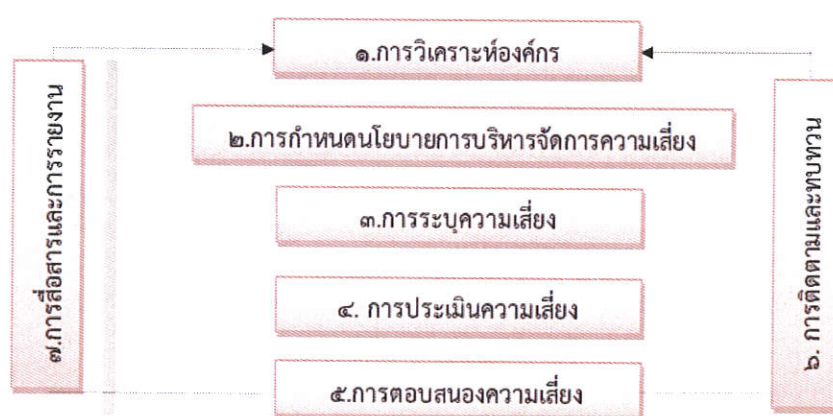 ๑.การวิเคราะห์องค์กร
๒.การกำหนดนโยบายการบริหารจัดการความเสี่ยง
๓.การระบุความเสี่ยง
๔. การประเมินความเสี่ยง
๕.การตอบสนองความเสี่ยง
๖. การติดตามและทบทวน
๗.การสื่อสารและการรายงาน